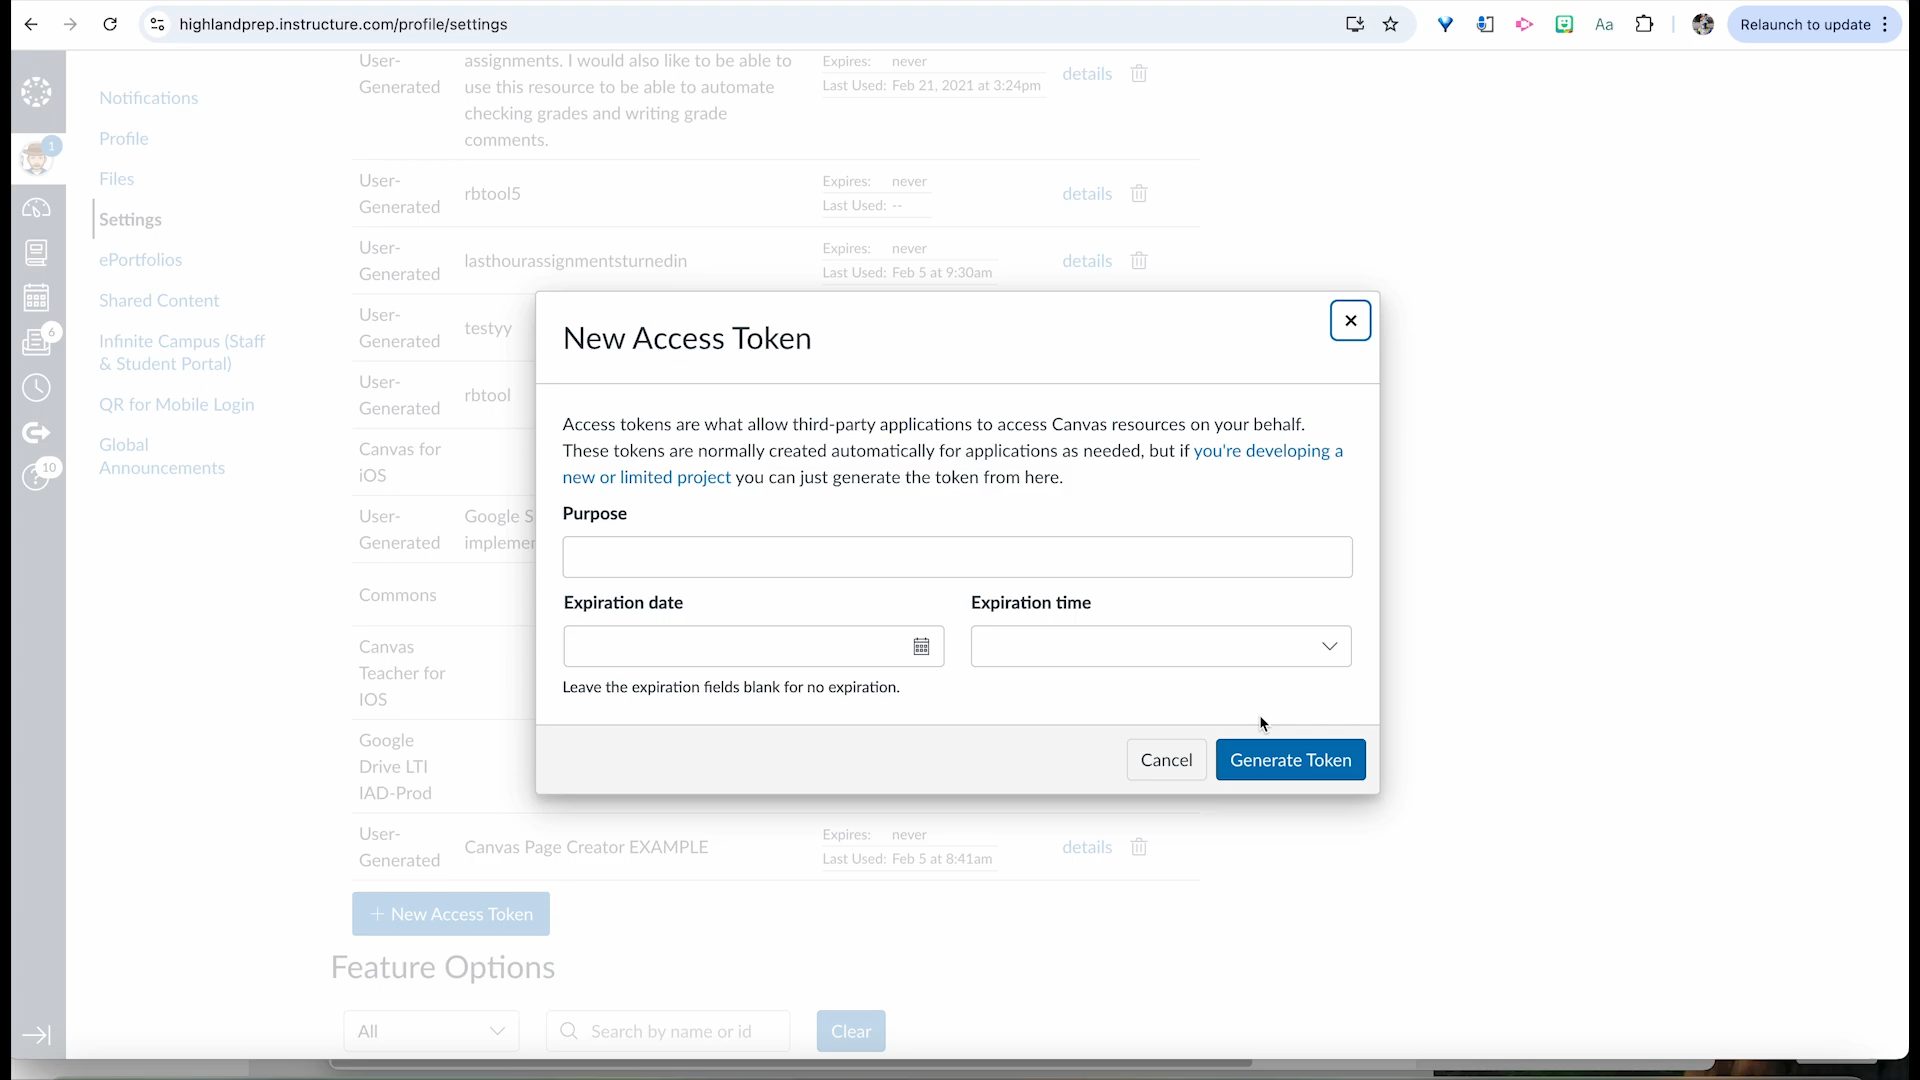 highlandprep.instructure.com/profile/settings
Aa
Relaunch to update
1
6
10
Notifications
Profile
Files
Settings
ePortfolios
Shared Content
Infinite Campus (Staff
& Student Portal)
QR for Mobile Login
Global
Announcements
User-
Generated
assignments. I would also like to be able to
use this resource to be able to automate
checking grades and writing grade
comments.
Expires: never
Last Used: Feb 21, 2021 at 3:24pm
details
User-
Generated
rbtool5
Expires: never
Last Used: --
details
User-
Generated
lasthourassignmentsturnedin
Expires: never
Last Used: Feb 5 at 9:30am
details
User-
Generated
testyy
User-
Generated
rbtool
Canvas for
iOS
User-
Generated
Google S
implemen
Commons
Canvas
Teacher for
IOS
Google
Drive LTI
IAD-Prod
User-
Generated
Canvas Page Creator EXAMPLE
Expires: never
Last Used: Feb 5 at 8:41am
details
New Access Token
Access tokens are what allow third-party applications to access Canvas resources on your behalf.
These tokens are normally created automatically for applications as needed, but if you're developing a
new or limited project you can just generate the token from here.
Purpose
Expiration date
Expiration time
Leave the expiration fields blank for no expiration.
Cancel
Generate Token
+ New Access Token
Feature Options
All
Search by name or id
Clear